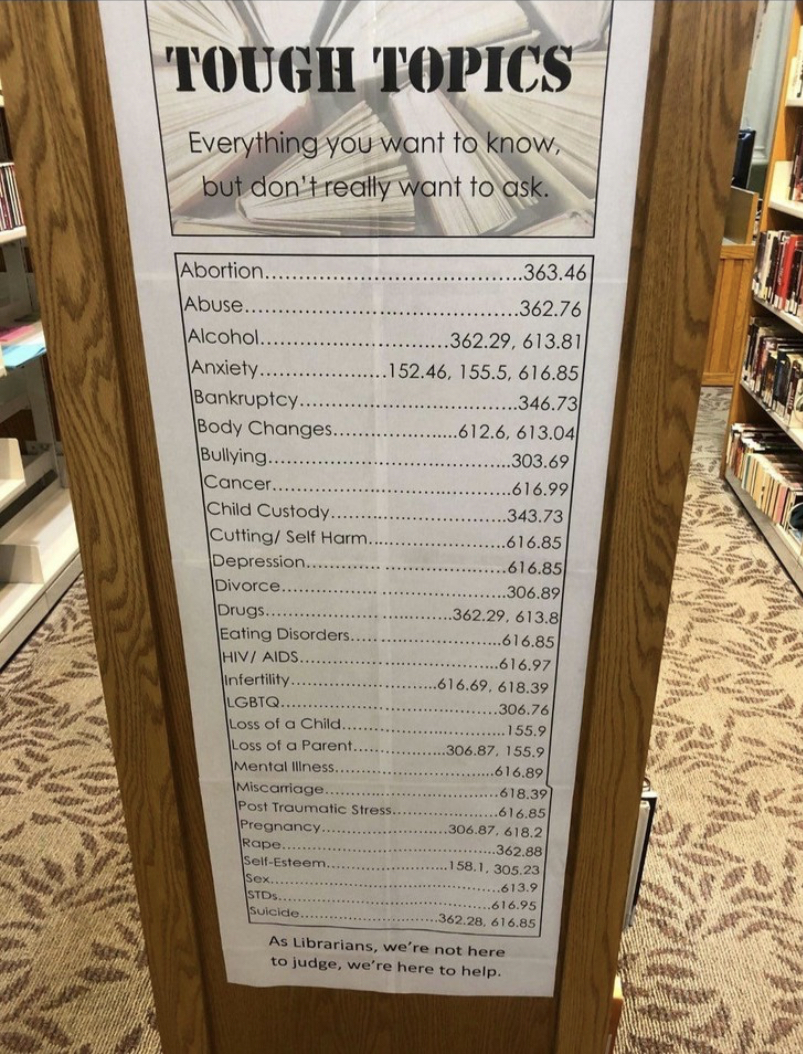 TOUGH TOPICS
Everything you want to know,
but don't really want to ask.
Abortion....................................363.46
Abuse.......................................362.76
Alcohol...........................362.29, 613.81
Anxiety...................152.46, 155.5, 616.85
Bankruptcy................................346.73
Body Changes...................612.6, 613.04
Bullying....................................303.69
Cancer....................................616.99
Child Custody..........................343.73
Cutting/ Self Harm.....................616.85
Depression.............................616.85
Divorce...................................306.89
Drugs.............................362.29, 613.8
Eating Disorders.......................616.85
HIV/ AIDS...............................616.97
Infertility........................616.69, 618.39
LGBTQ...................................306.76
Loss of a Child..........................155.9
Loss of a Parent...............306.87, 155.9
Mental Illness..........................616.89
Miscarriage............................618.39
Post Traumatic Stress..................616.85
Pregnancy.....................306.87, 618.2
Rape....................................362.88
Self-Esteem....................158.1, 305.23
Sex.......................................613.9
STDs.....................................616.95
Suicide........................362.28, 616.85
As Librarians, we're not here
to judge, we're here to help.